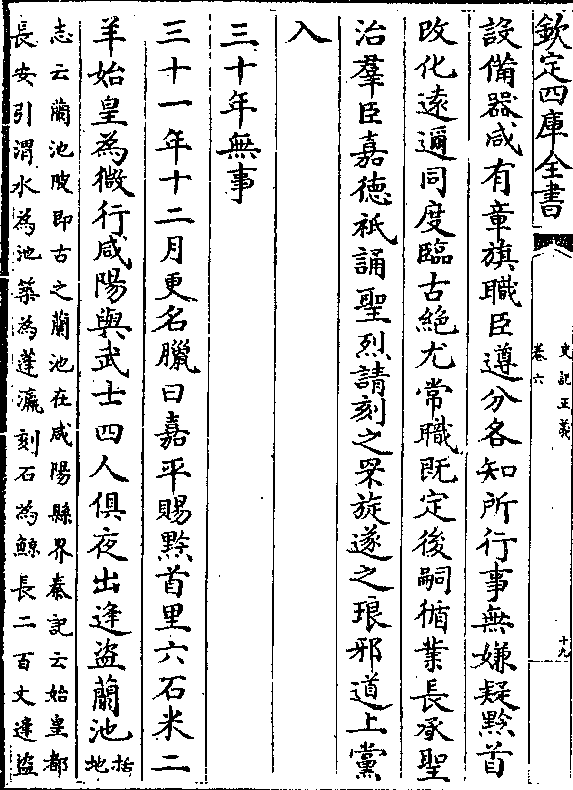 欽定四庫全書
史記正義
卷六
十九
設備器咸有章旗職臣遵分各知所行事無嫌疑黔首
改化遠邇同度臨古絶尤常職既定後嗣循業長承聖
治羣臣嘉德祇誦聖烈請刻之罘旋遂之琅邪道上黨
入
三十年無事
三十一年十二月更名臘曰嘉平賜黔首里六石米二
羊始皇為微行咸陽與武士四人俱夜出逢盜蘭池括地
志云蘭池陂即古之蘭池在咸陽縣界秦記云始皇都
長安引渭水為池築為蓬瀛刻石為鯨長二百丈逢盜